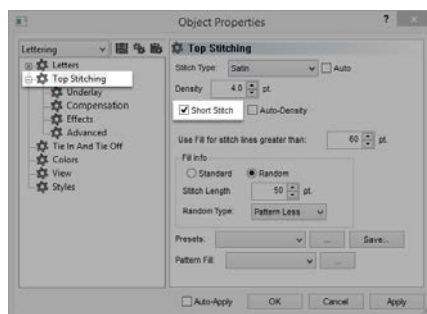 Object Properties ?
Lettering
Letters
Top Stitching
Underlay
Compensation
Effects
Advanced
Tie In And Tie Off
Colors
View
Styles
Top Stitching
Stitch Type: Satin Auto
Density 4.0 pt.
Short Stitch Auto-Density
Use Fill for stitch lines greater than: 60 pt.
Fill Info
Standard Random
Stitch Length 50 pt.
Random Type: Pattern Less
Presets: ... Save...
Pattern Fill: ...
Auto-Apply OK Cancel Apply